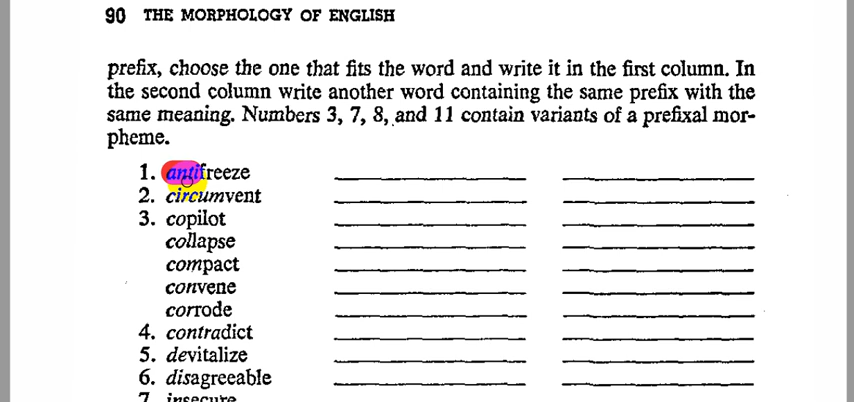 90 THE MORPHOLOGY OF ENGLISH
prefix, choose the one that fits the word and write it in the first column. In
the second column write another word containing the same prefix with the
same meaning. Numbers 3, 7, 8, and 11 contain variants of a prefixal mor-
pheme.
1. antifreeze
2. circumvent
3. copilot
collapse
compact
convene
corrode
4. contradict
5. devitalize
6. disagreeable
7. insecure